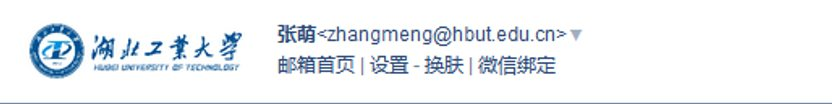 湖北工業大學
HUBEI UNIVERSITY OF TECHNOLOGY
张萌<zhangmeng@hbut.edu.cn>▼
邮箱首页 | 设置 - 换肤 | 微信绑定